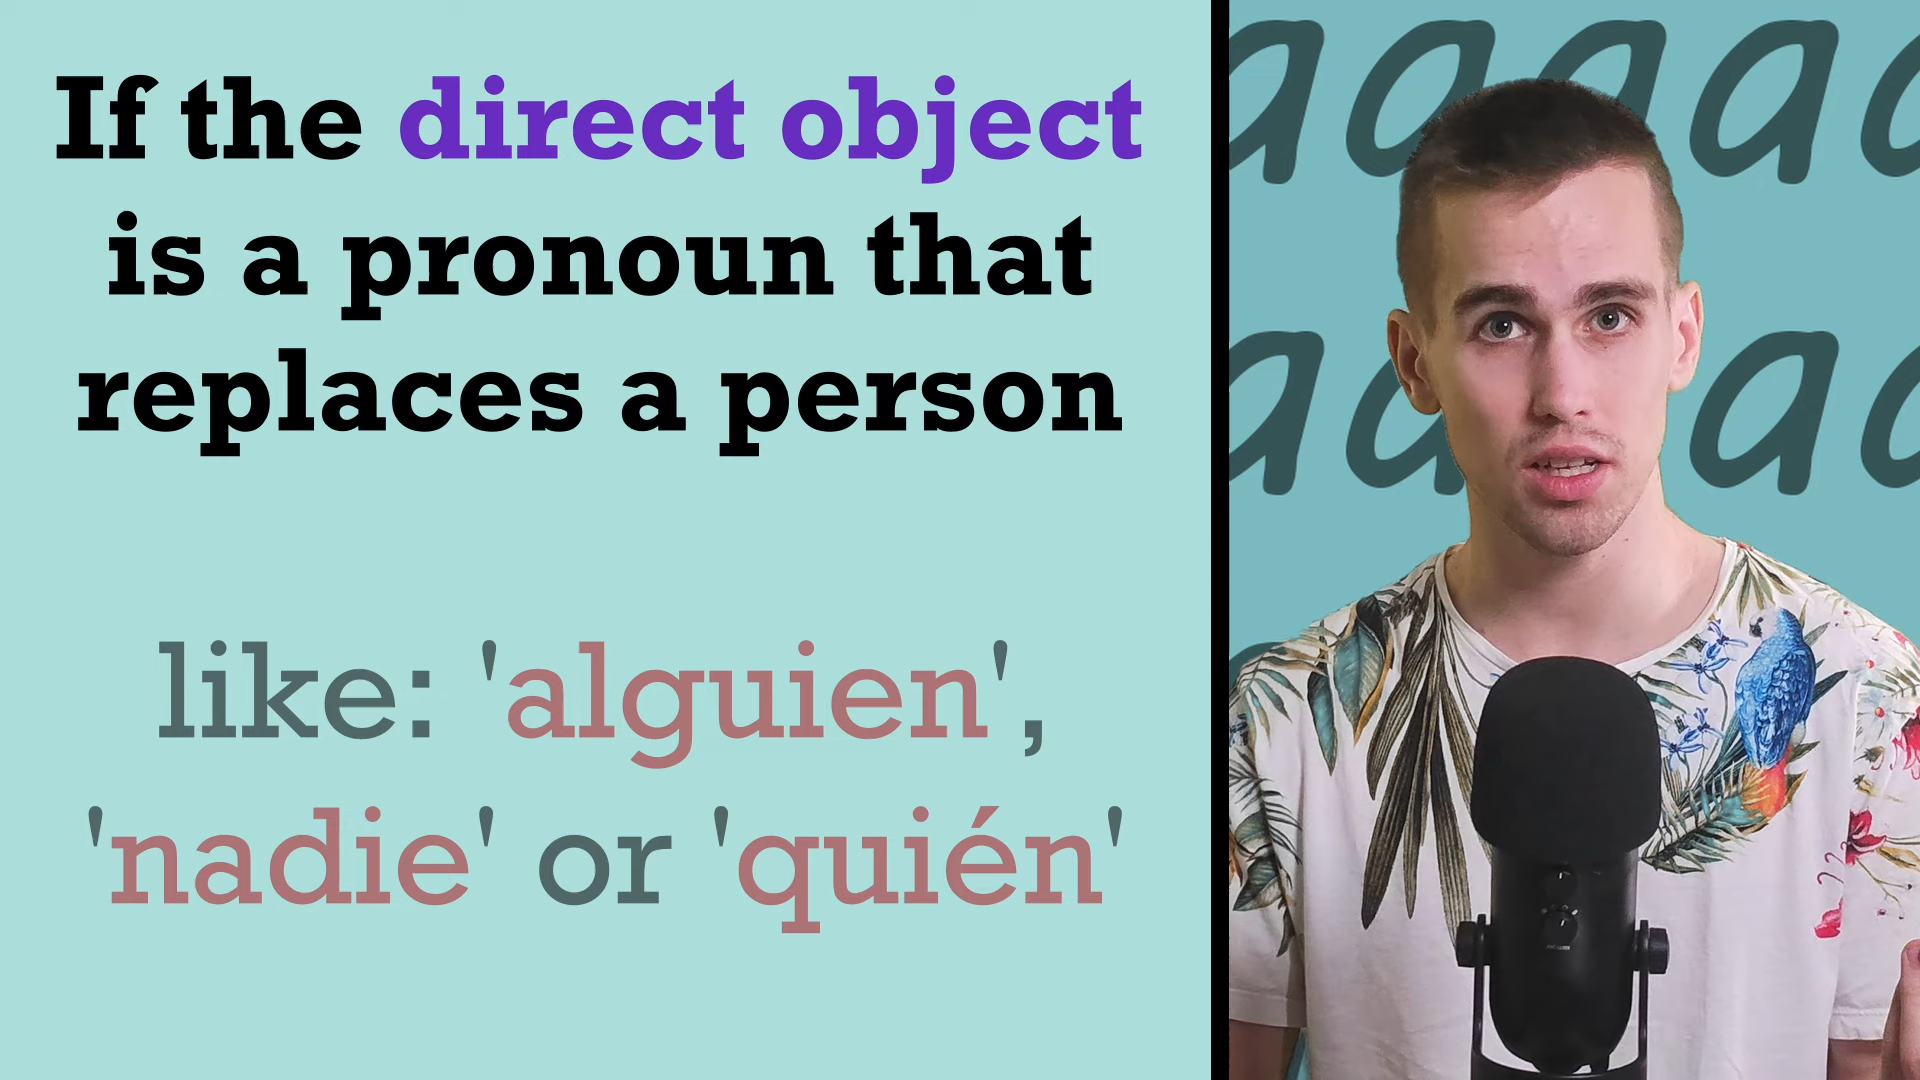 If the direct object
is a pronoun that
replaces a person
like: 'alguien',
'nadie' or 'quién'
a a a a
a a a a